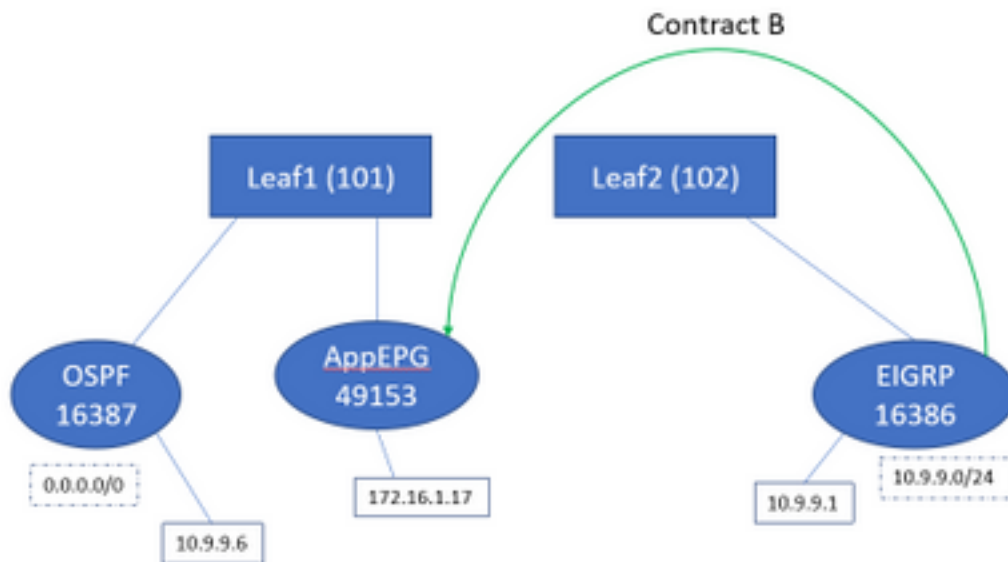 Contract B
Leaf1 (101)
Leaf2 (102)
OSPF
16387
AppEPG
49153
EIGRP
16386
0.0.0.0/0
172.16.1.17
10.9.9.1
10.9.9.0/24
10.9.9.6